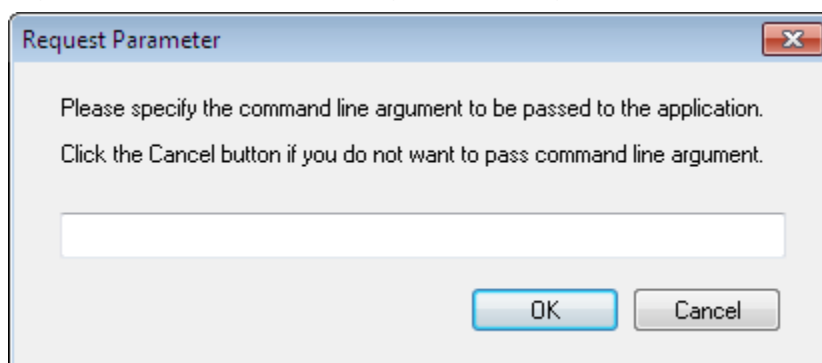 Request Parameter
Please specify the command line argument to be passed to the application.
Click the Cancel button if you do not want to pass command line argument.
OK
Cancel